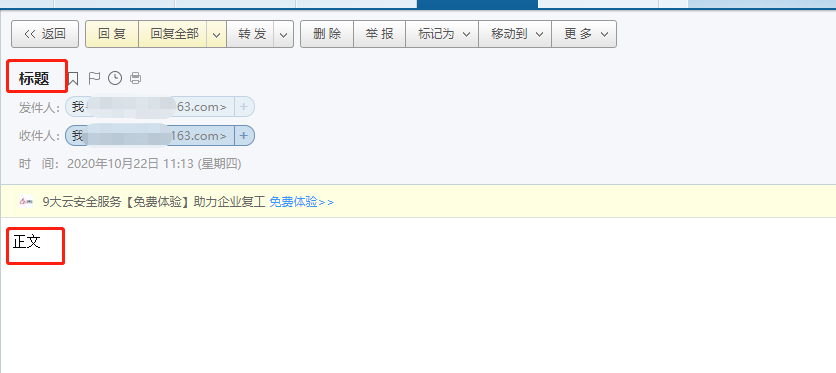 << 返回 回 复 回复全部 转 发 删 除 举 报 标记为 移动到 更 多
标题
发件人： 我 63.com> +
收件人： 我 163.com> +
时 间： 2020年10月22日 11:13 (星期四)
9大云安全服务【免费体验】助力企业复工 免费体验>>
正文